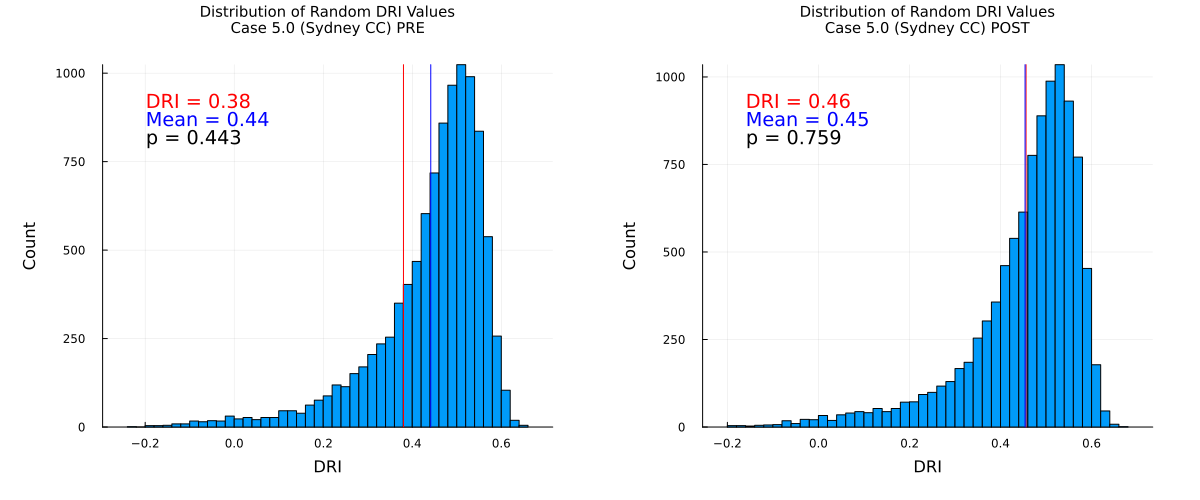 Distribution of Random DRI Values
Case 5.0 (Sydney CC) PRE
DRI = 0.38
Mean = 0.44
p = 0.443
Count
1000
750
500
250
0
−0.2
0.0
0.2
0.4
0.6
DRI
Distribution of Random DRI Values
Case 5.0 (Sydney CC) POST
DRI = 0.46
Mean = 0.45
p = 0.759
Count
1000
750
500
250
0
−0.2
0.0
0.2
0.4
0.6
DRI